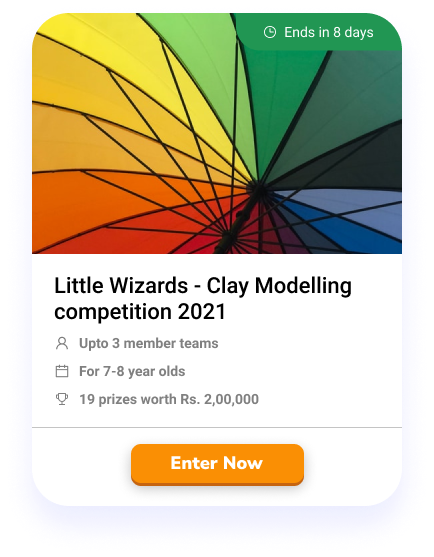 Ends in 8 days
Little Wizards - Clay Modelling
competition 2021
Upto 3 member teams
For 7-8 year olds
19 prizes worth Rs. 2,00,000
Enter Now